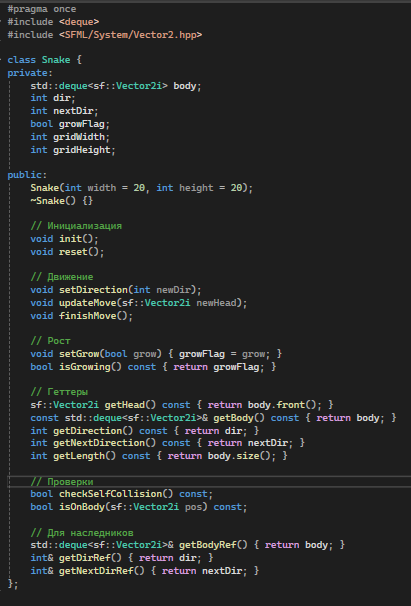 #pragma once
#include <deque>
#include <SFML/System/Vector2.hpp>

class Snake {
private:
    std::deque<sf::Vector2i> body;
    int dir;
    int nextDir;
    bool growFlag;
    int gridWidth;
    int gridHeight;

public:
    Snake(int width = 20, int height = 20);
    ~Snake() {}

    // Инициализация
    void init();
    void reset();

    // Движение
    void setDirection(int newDir);
    void updateMove(sf::Vector2i newHead);
    void finishMove();

    // Рост
    void setGrow(bool grow) { growFlag = grow; }
    bool isGrowing() const { return growFlag; }

    // Геттеры
    sf::Vector2i getHead() const { return body.front(); }
    const std::deque<sf::Vector2i>& getBody() const { return body; }
    int getDirection() const { return dir; }
    int getNextDirection() const { return nextDir; }
    int getLength() const { return body.size(); }

    // Проверки
    bool checkSelfCollision() const;
    bool isOnBody(sf::Vector2i pos) const;

    // Для наследников
    std::deque<sf::Vector2i>& getBodyRef() { return body; }
    int& getDirRef() { return dir; }
    int& getNextDirRef() { return nextDir; }
};